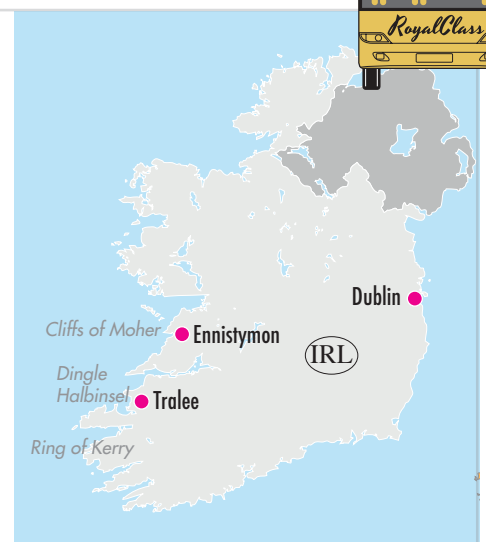 RoyalClass
Dublin
Cliffs of Moher
Ennistymon
IRL
Dingle
Halbinsel
Tralee
Ring of Kerry